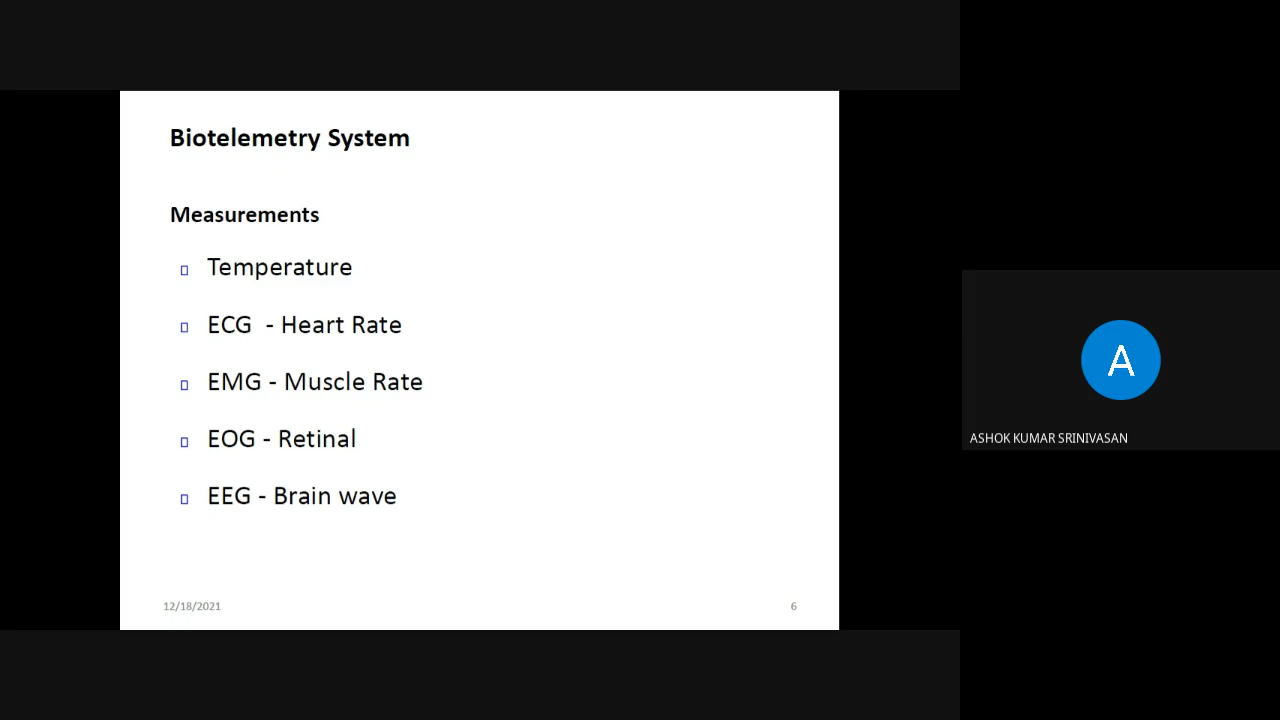 Biotelemetry System
Measurements
Temperature
ECG - Heart Rate
EMG - Muscle Rate
EOG - Retinal
EEG - Brain wave
12/18/2021
6
A
ASHOK KUMAR SRINIVASAN